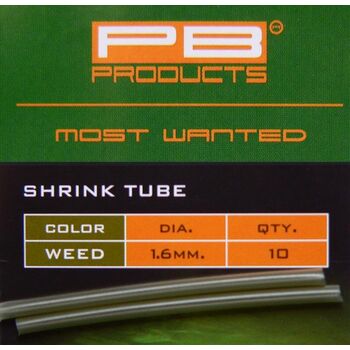 PB
PRODUCTS
MOST WANTED
SHRINK TUBE
COLOR DIA. QTY.
WEED 1.6MM. 10